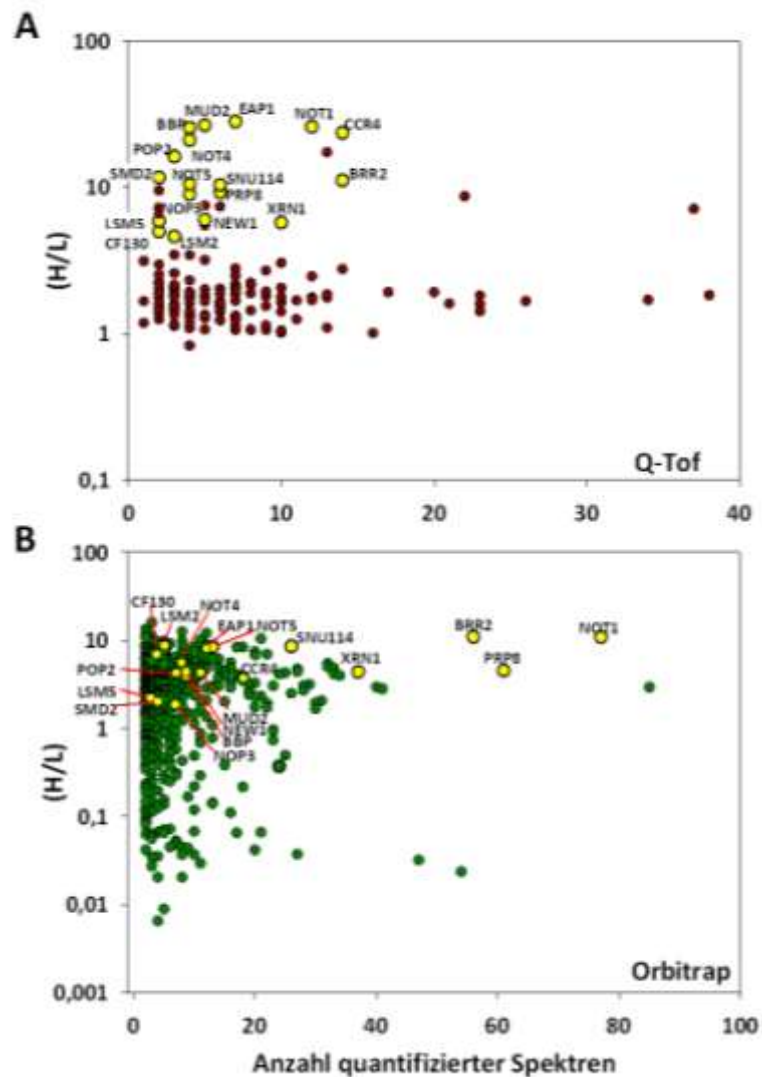 A
100
MUD2 EAP1 NOT1
BBP CCR4
POP2 NOT4
SMD2 NOT5 SNU114 BRR2
10
PRP8
NOP3 XRN1
LSM5 NEW1
CF130 LSM2
(H/L)
1
0,1
Q-Tof
0 10 20 30 40
B
100
CF130 NOT4
LSM2
EAP1 NOT5 SNU114 BRR2 NOT1
10
POP2 CCR4 XRN1 PRP8
LSM5
SMD2
MUD2
NEW1
BBP
NOP3
(H/L)
1
0,1
0,01
0,001
Orbitrap
0 20 40 60 80 100
Anzahl quantifizierter Spektren